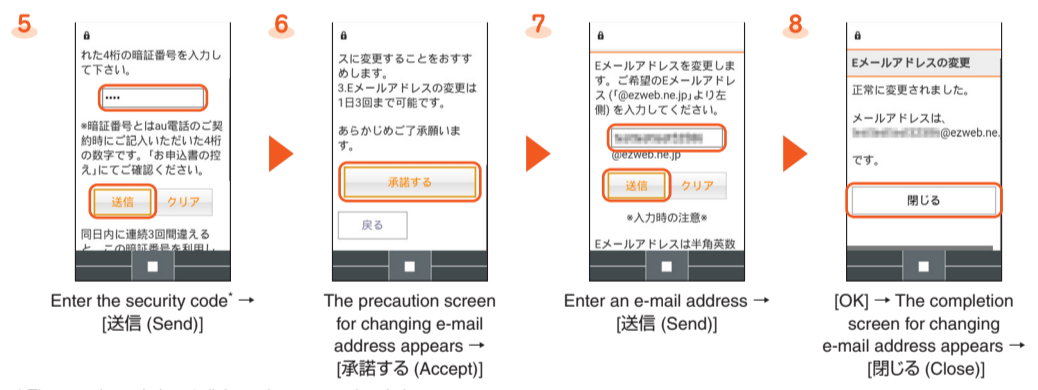 5
れた4桁の暗証番号を入力し
て下さい。
••••
※暗証番号とはau電話のご契
約時にご記入いただいた4桁
の数字です。「お申込書の控
え」にてご確認ください。
送信 クリア
同日内に連続3回間違える
と、この暗証番号を利用し
Enter the security code* →
[送信 (Send)]
6
スに変更することをおすす
めします。
3.Eメールアドレスの変更は
1日3回まで可能です。
あらかじめご了承願いま
す。
承諾する
戻る
The precaution screen
for changing e-mail
address appears →
[承諾する (Accept)]
7
Eメールアドレスを変更しま
す。ご希望のEメールアドレ
ス (「@ezweb.ne.jp」より左
側) を入力してください。
@ezweb.ne.jp
送信 クリア
※入力時の注意※
Eメールアドレスは半角英数
Enter an e-mail address →
[送信 (Send)]
8
Eメールアドレスの変更
正常に変更されました。
メールアドレスは、
@ezweb.ne.
です。
閉じる
[OK] → The completion
screen for changing
e-mail address appears →
[閉じる (Close)]